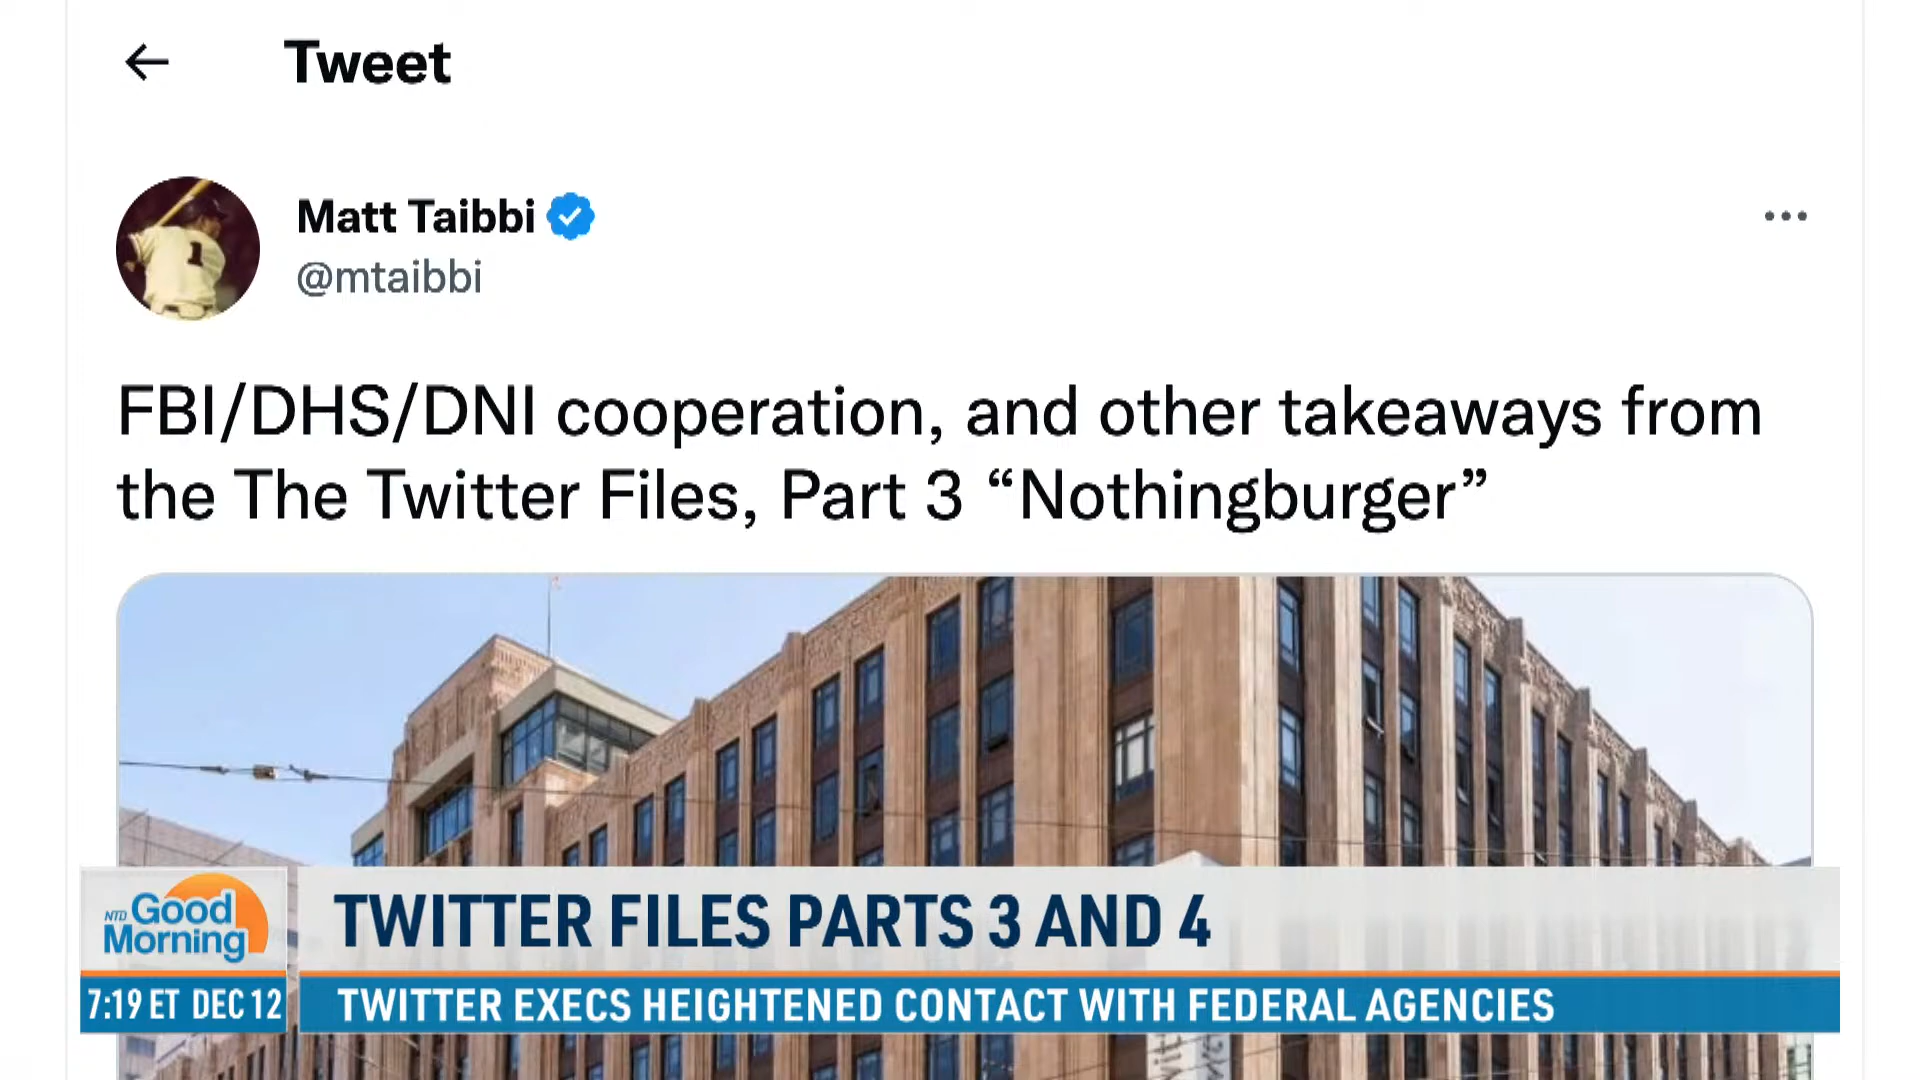 Tweet
Matt Taibbi
@mtaibbi
FBI/DHS/DNI cooperation, and other takeaways from
the The Twitter Files, Part 3 “Nothingburger”
1
NTD Good
Morning
TWITTER FILES PARTS 3 AND 4
7:19 ET DEC 12
TWITTER EXECS HEIGHTENED CONTACT WITH FEDERAL AGENCIES